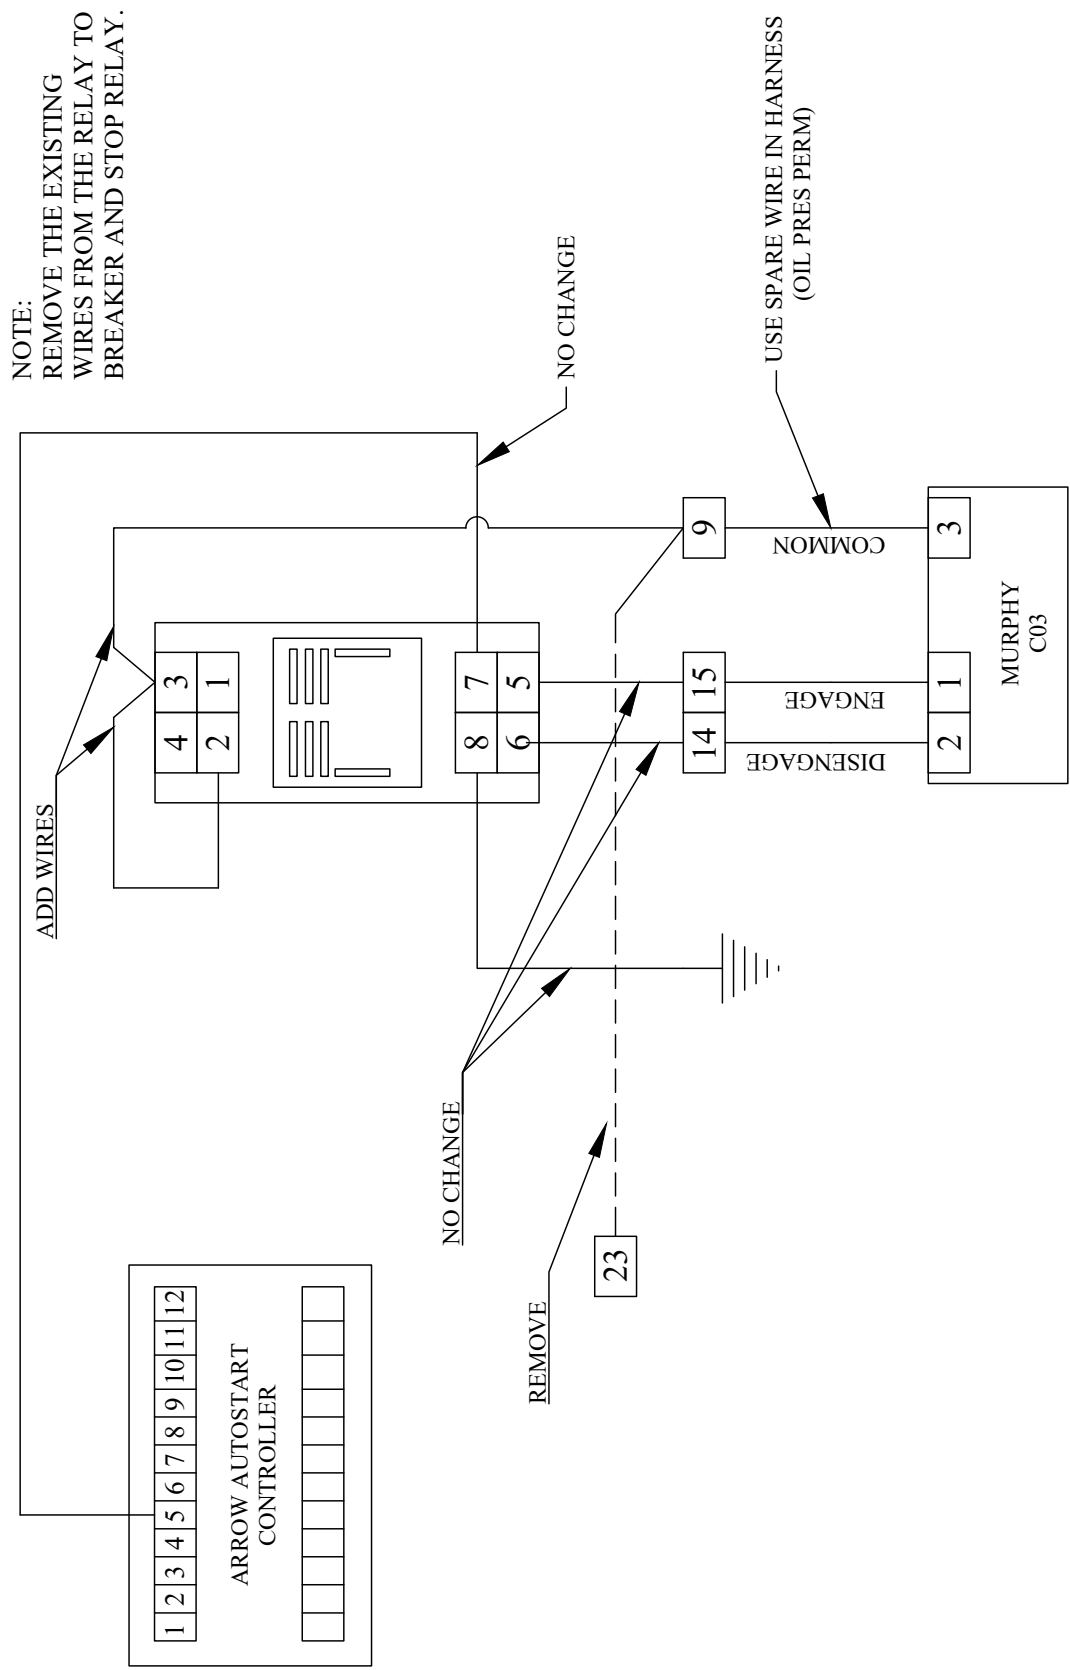 NOTE:
REMOVE THE EXISTING
WIRES FROM THE RELAY TO
BREAKER AND STOP RELAY.
1 2 3 4 5 6 7 8 9 10 11 12
ARROW AUTOSTART
CONTROLLER
ADD WIRES
4 3
2 1
8 7
6 5
NO CHANGE
NO CHANGE
REMOVE
23
14 15 9
DISENGAGE
ENGAGE
COMMON
USE SPARE WIRE IN HARNESS
(OIL PRES PERM)
2 1 3
MURPHY
C03